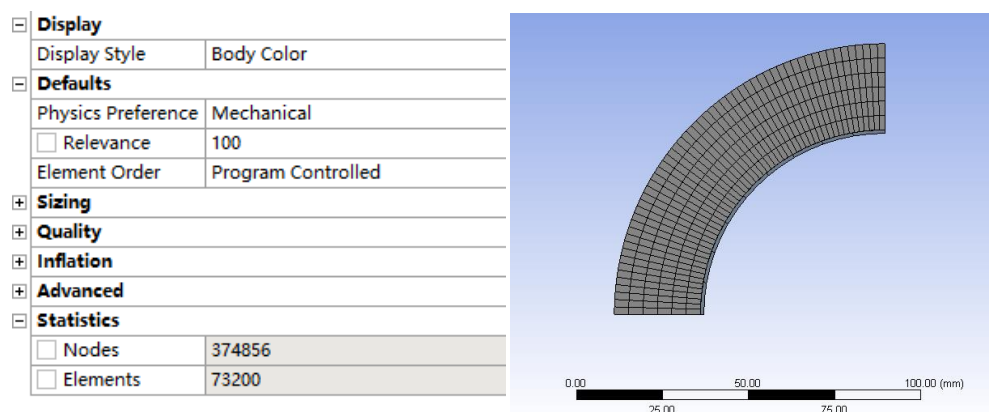 Display
Display Style Body Color
Defaults
Physics Preference Mechanical
Relevance 100
Element Order Program Controlled
Sizing
Quality
Inflation
Advanced
Statistics
Nodes 374856
Elements 73200
0.00 50.00 100.00 (mm)
25.00 75.00